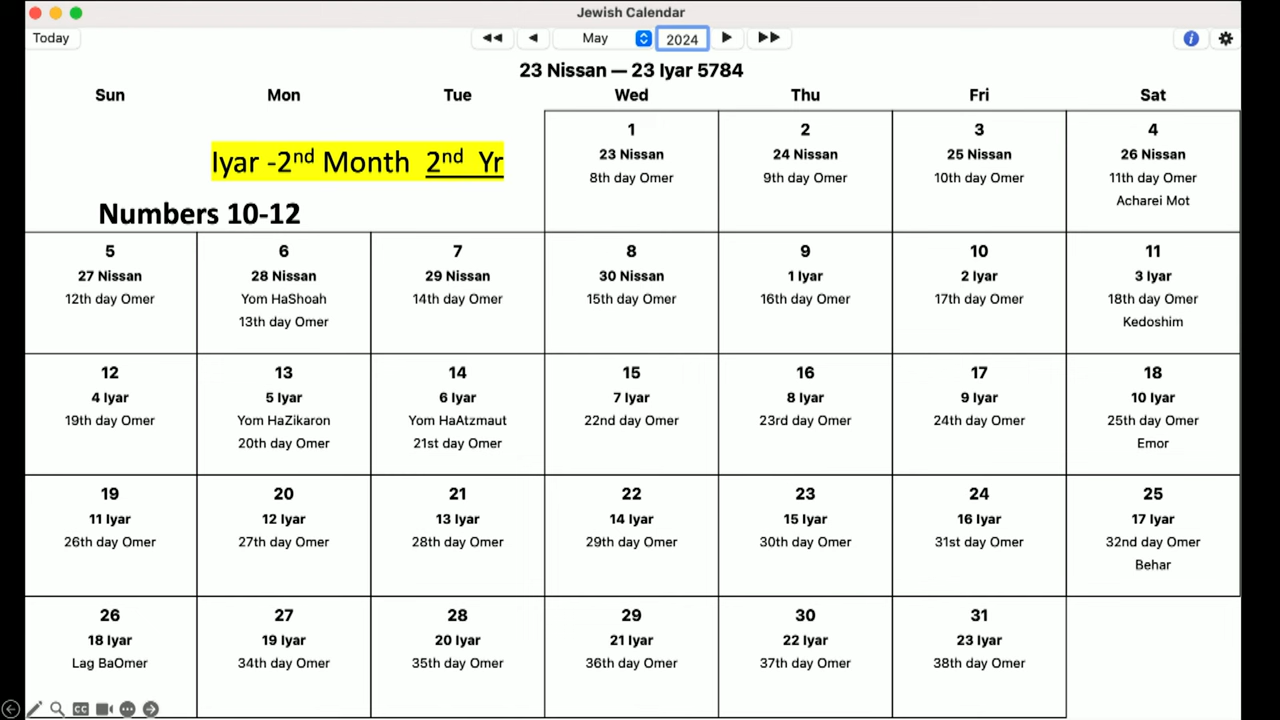 Jewish Calendar
Today
May
2024
23 Nissan — 23 Iyar 5784
Sun Mon Tue Wed Thu Fri Sat
Iyar -2nd Month 2nd Yr
Numbers 10-12
1
23 Nissan
8th day Omer
2
24 Nissan
9th day Omer
3
25 Nissan
10th day Omer
4
26 Nissan
11th day Omer
Acharei Mot
5
27 Nissan
12th day Omer
6
28 Nissan
Yom HaShoah
13th day Omer
7
29 Nissan
14th day Omer
8
30 Nissan
15th day Omer
9
1 Iyar
16th day Omer
10
2 Iyar
17th day Omer
11
3 Iyar
18th day Omer
Kedoshim
12
4 Iyar
19th day Omer
13
5 Iyar
Yom HaZikaron
20th day Omer
14
6 Iyar
Yom HaAtzmaut
21st day Omer
15
7 Iyar
22nd day Omer
16
8 Iyar
23rd day Omer
17
9 Iyar
24th day Omer
18
10 Iyar
25th day Omer
Emor
19
11 Iyar
26th day Omer
20
12 Iyar
27th day Omer
21
13 Iyar
28th day Omer
22
14 Iyar
29th day Omer
23
15 Iyar
30th day Omer
24
16 Iyar
31st day Omer
25
17 Iyar
32nd day Omer
Behar
26
18 Iyar
Lag BaOmer
27
19 Iyar
34th day Omer
28
20 Iyar
35th day Omer
29
21 Iyar
36th day Omer
30
22 Iyar
37th day Omer
31
23 Iyar
38th day Omer
CC